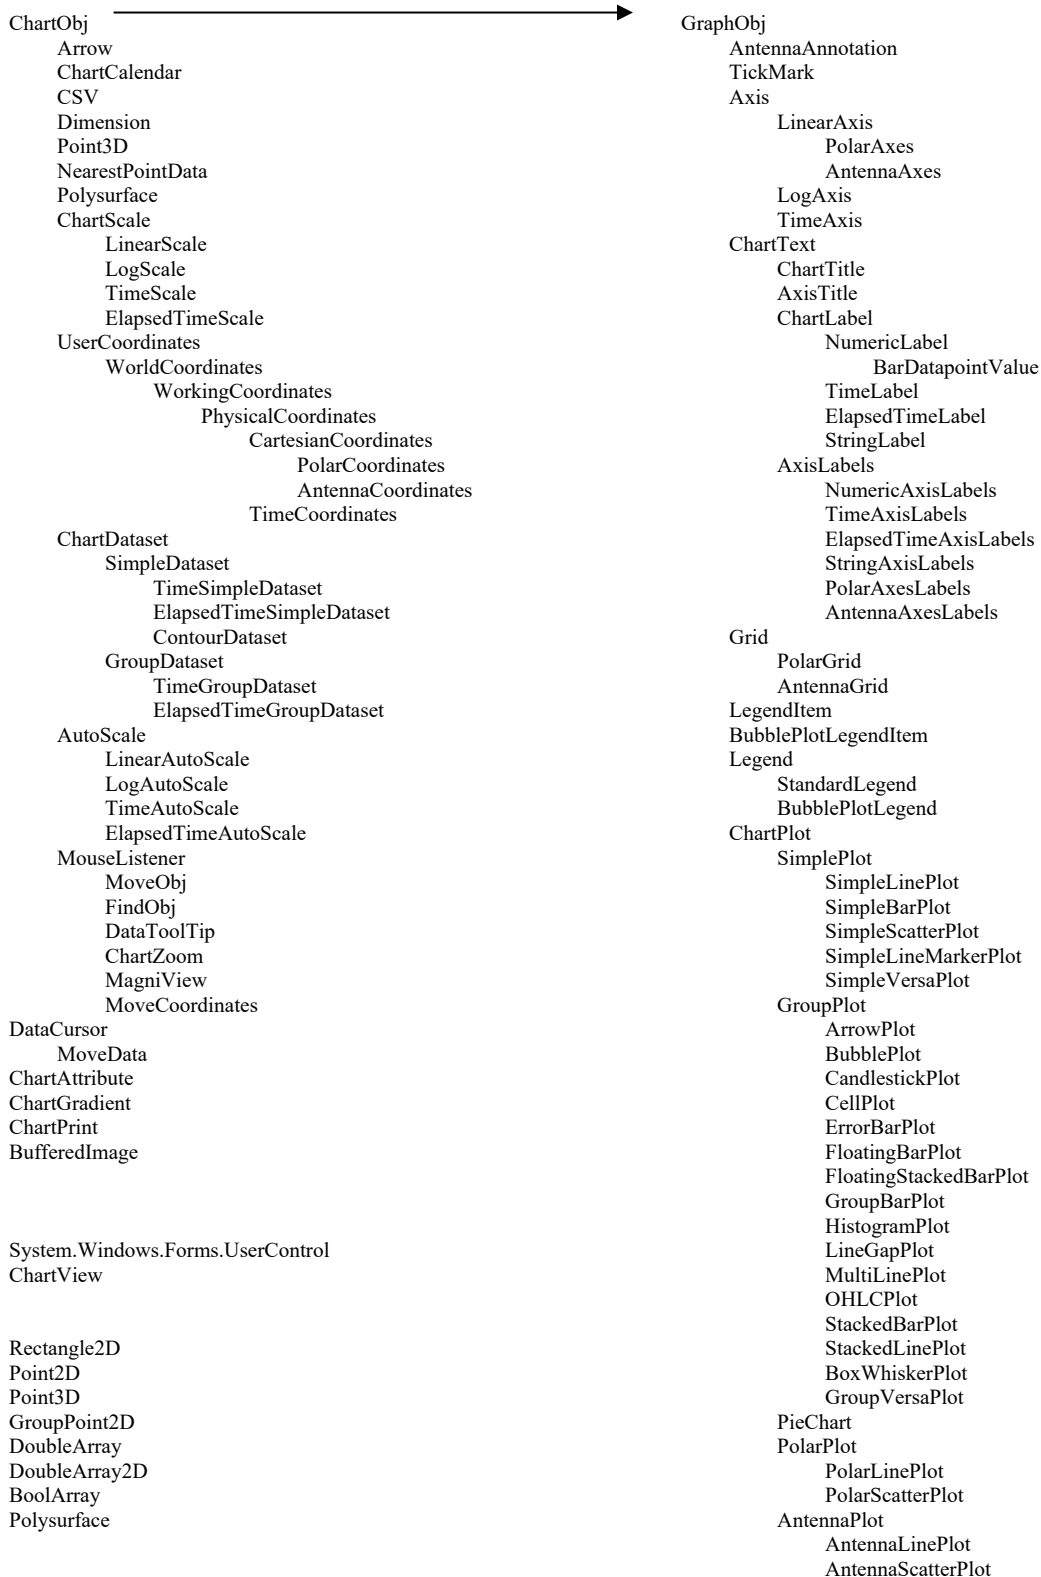 ChartObj
Arrow
ChartCalendar
CSV
Dimension
Point3D
NearestPointData
Polysurface
ChartScale
LinearScale
LogScale
TimeScale
ElapsedTimeScale
UserCoordinates
WorldCoordinates
WorkingCoordinates
PhysicalCoordinates
CartesianCoordinates
PolarCoordinates
AntennaCoordinates
TimeCoordinates
ChartDataset
SimpleDataset
TimeSimpleDataset
ElapsedTimeSimpleDataset
ContourDataset
GroupDataset
TimeGroupDataset
ElapsedTimeGroupDataset
AutoScale
LinearAutoScale
LogAutoScale
TimeAutoScale
ElapsedTimeAutoScale
MouseListener
MoveObj
FindObj
DataToolTip
ChartZoom
MagniView
MoveCoordinates
DataCursor
MoveData
ChartAttribute
ChartGradient
ChartPrint
BufferedImage
System.Windows.Forms.UserControl
ChartView
Rectangle2D
Point2D
Point3D
GroupPoint2D
DoubleArray
DoubleArray2D
BoolArray
Polysurface
GraphObj
AntennaAnnotation
TickMark
Axis
LinearAxis
PolarAxes
AntennaAxes
LogAxis
TimeAxis
ChartText
ChartTitle
AxisTitle
ChartLabel
NumericLabel
BarDatapointValue
TimeLabel
ElapsedTimeLabel
StringLabel
AxisLabels
NumericAxisLabels
TimeAxisLabels
ElapsedTimeAxisLabels
StringAxisLabels
PolarAxesLabels
AntennaAxesLabels
Grid
PolarGrid
AntennaGrid
LegendItem
BubblePlotLegendItem
Legend
StandardLegend
BubblePlotLegend
ChartPlot
SimplePlot
SimpleLinePlot
SimpleBarPlot
SimpleScatterPlot
SimpleLineMarkerPlot
SimpleVersaPlot
GroupPlot
ArrowPlot
BubblePlot
CandlestickPlot
CellPlot
ErrorBarPlot
FloatingBarPlot
FloatingStackedBarPlot
GroupBarPlot
HistogramPlot
LineGapPlot
MultiLinePlot
OHLCPlot
StackedBarPlot
StackedLinePlot
BoxWhiskerPlot
GroupVersaPlot
PieChart
PolarPlot
PolarLinePlot
PolarScatterPlot
AntennaPlot
AntennaLinePlot
AntennaScatterPlot